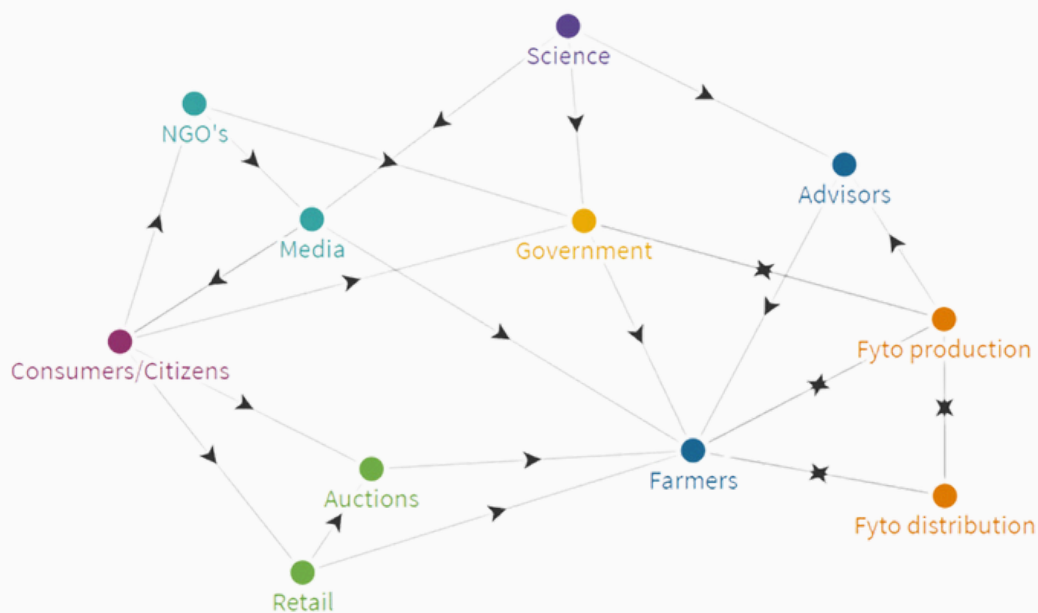 Science
NGO's
Advisors
Media
Government
Fyto production
Consumers/Citizens
Farmers
Auctions
Fyto distribution
Retail